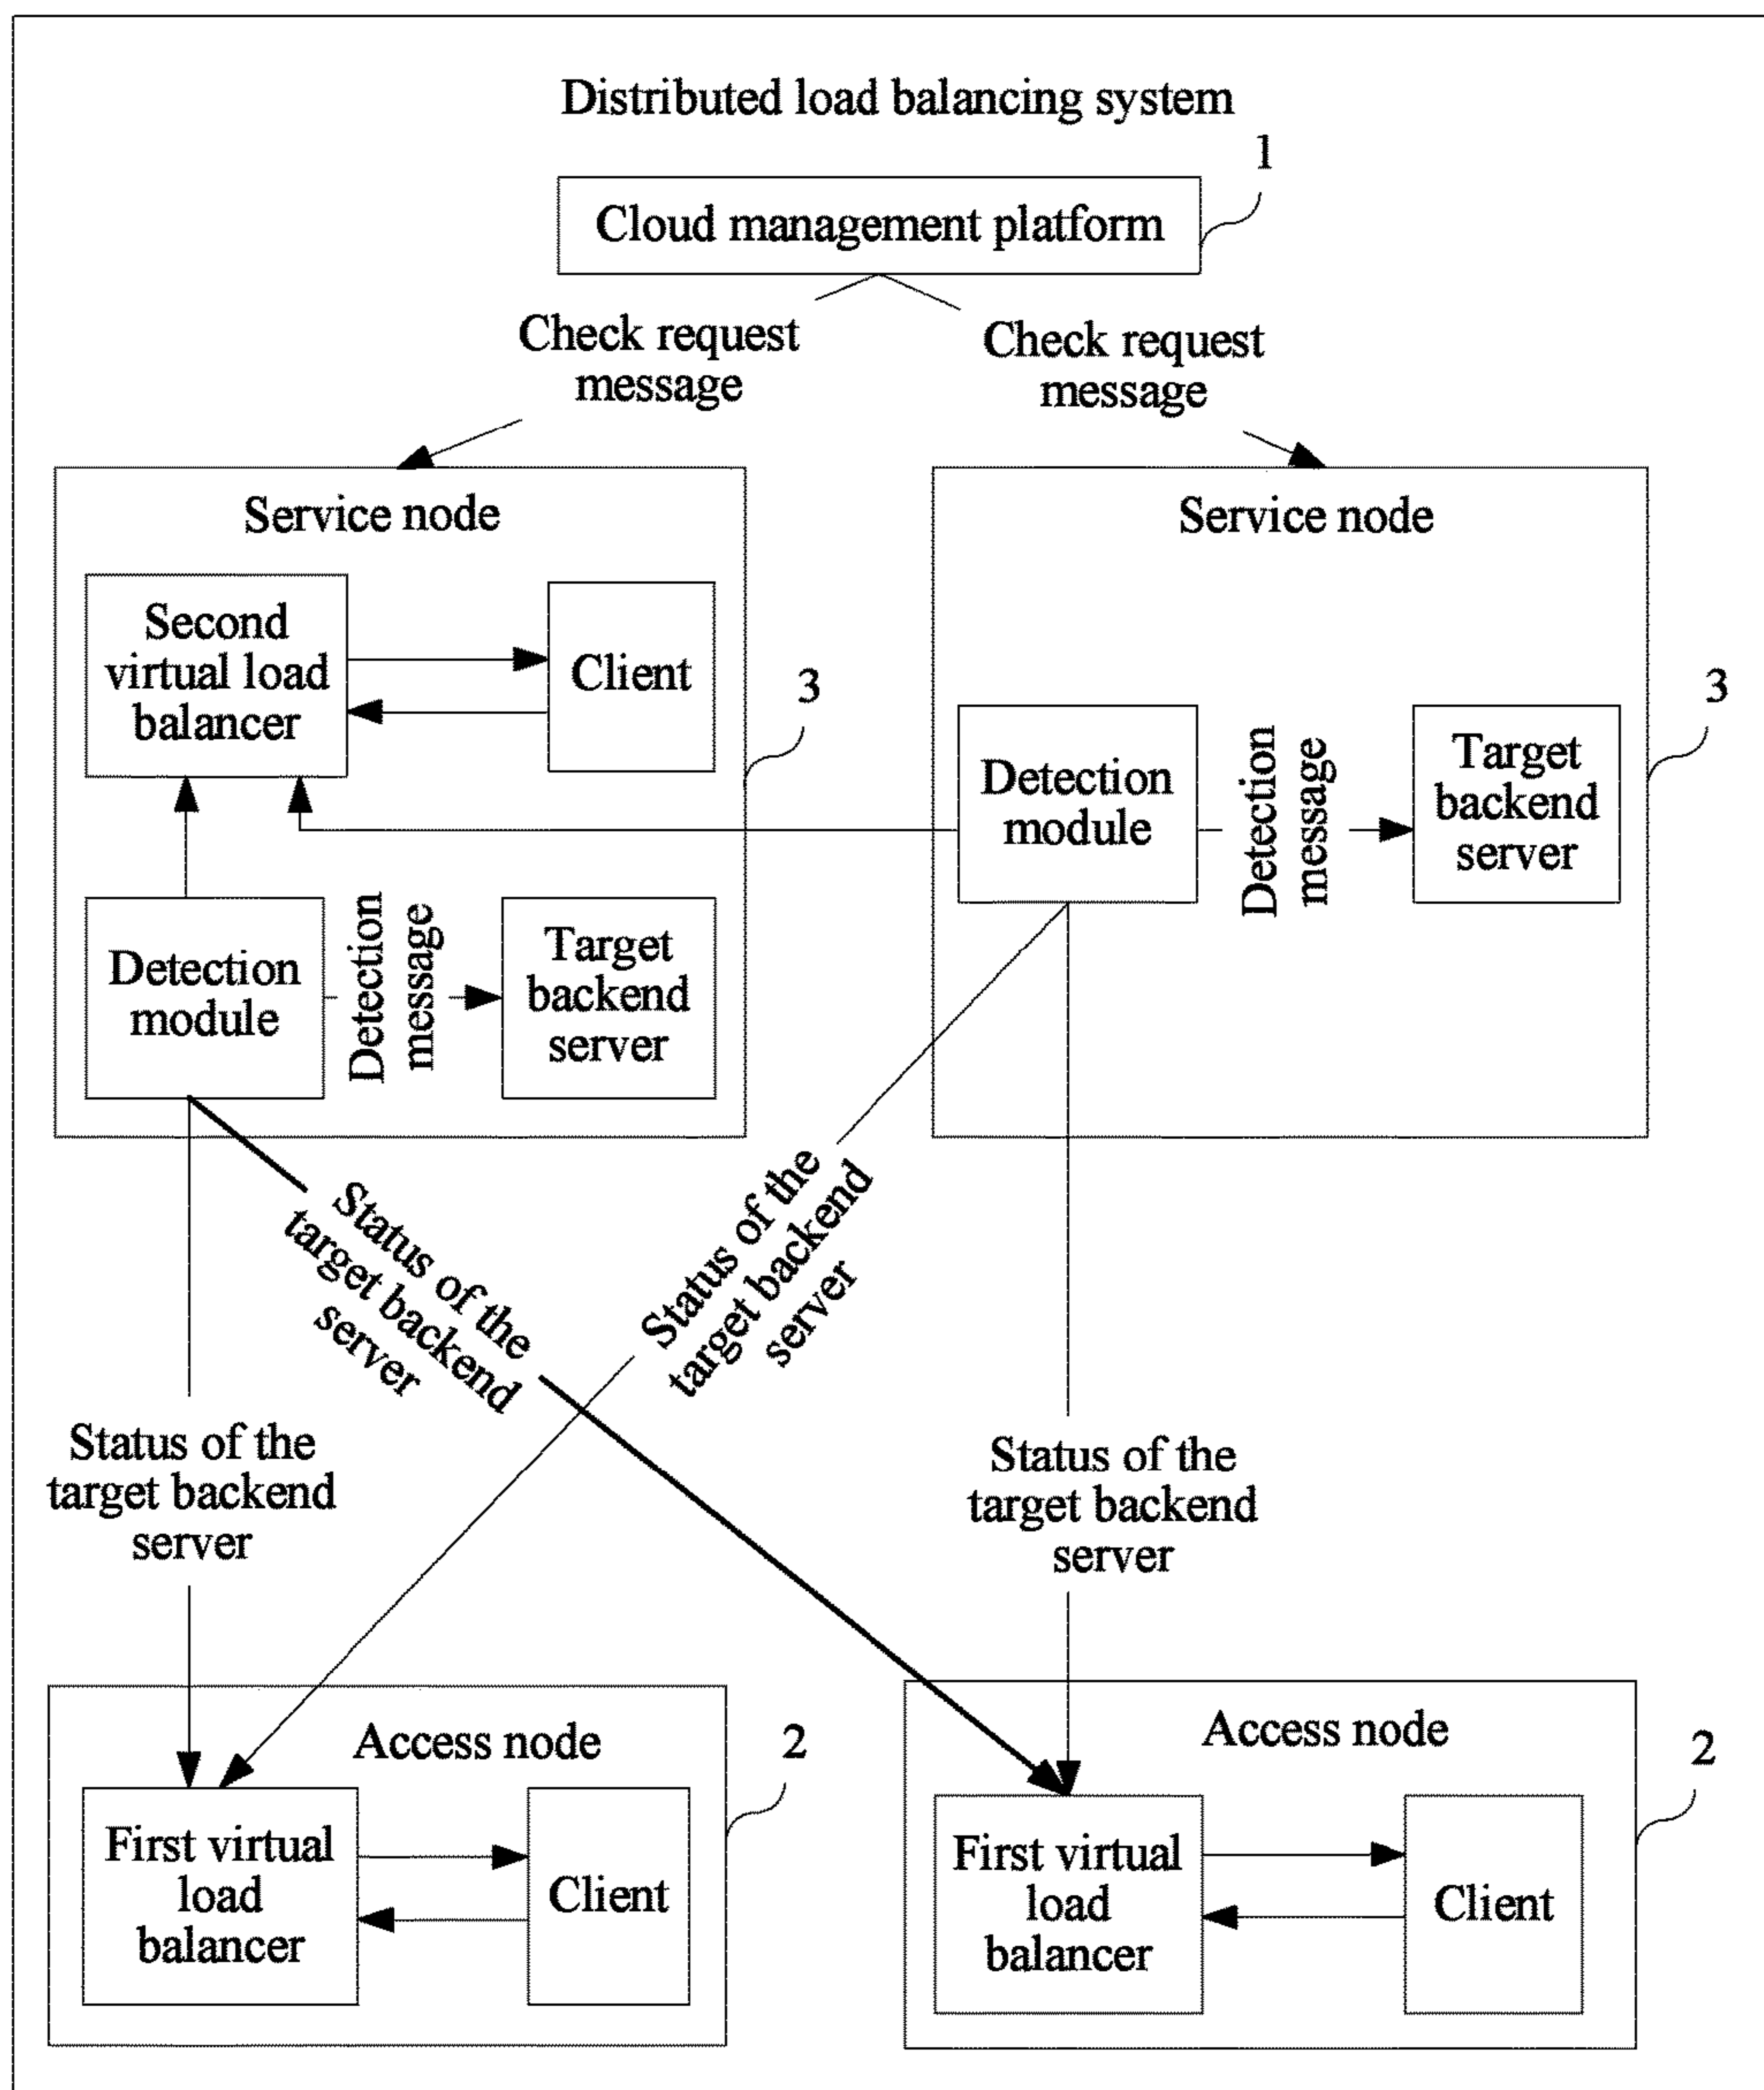 Distributed load balancing system
1
Cloud management platform
Check request
message
Check request
message
Service node
Second
virtual load
balancer
Client
3
Detection
module
Detection
message
Target
backend
server
Service node
Detection
module
Detection
message
Target
backend
server
3
Status of the
target backend
server
Status of the
target backend
server
Status of the
target backend
server
Status of the
target backend
server
Access node
2
First virtual
load
balancer
Client
Access node
2
First virtual
load
balancer
Client